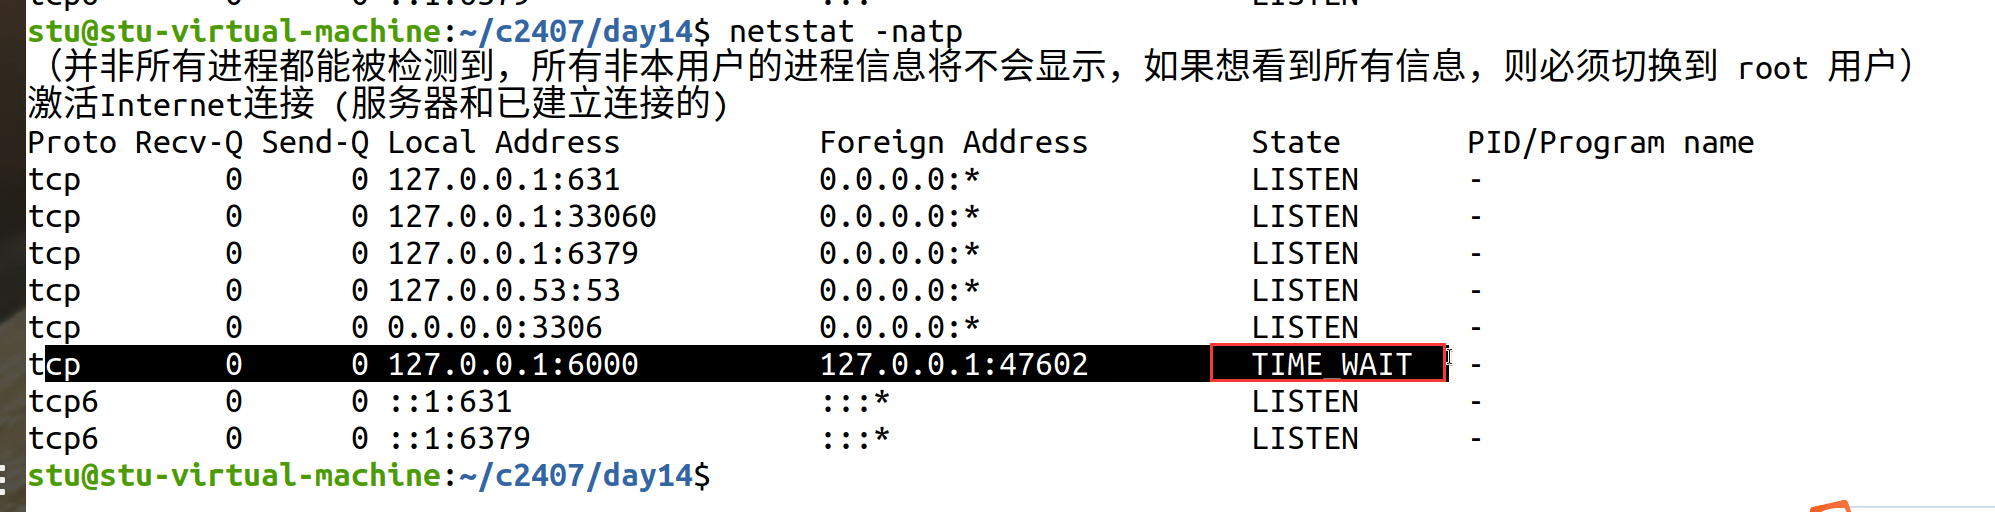 tcp6 0 0 ::1:6379 :::* LISTEN
stu@stu-virtual-machine:~/c2407/day14$ netstat -natp
（并非所有进程都能被检测到，所有非本用户的进程信息将不会显示，如果想看到所有信息，则必须切换到 root 用户）
激活Internet连接 (服务器和已建立连接的)
Proto Recv-Q Send-Q Local Address Foreign Address State PID/Program name
tcp 0 0 127.0.0.1:631 0.0.0.0:* LISTEN -
tcp 0 0 127.0.0.1:33060 0.0.0.0:* LISTEN -
tcp 0 0 127.0.0.1:6379 0.0.0.0:* LISTEN -
tcp 0 0 127.0.0.53:53 0.0.0.0:* LISTEN -
tcp 0 0 0.0.0.0:3306 0.0.0.0:* LISTEN -
tcp 0 0 127.0.0.1:6000 127.0.0.1:47602 TIME_WAIT -
tcp6 0 0 ::1:631 :::* LISTEN -
tcp6 0 0 ::1:6379 :::* LISTEN -
stu@stu-virtual-machine:~/c2407/day14$